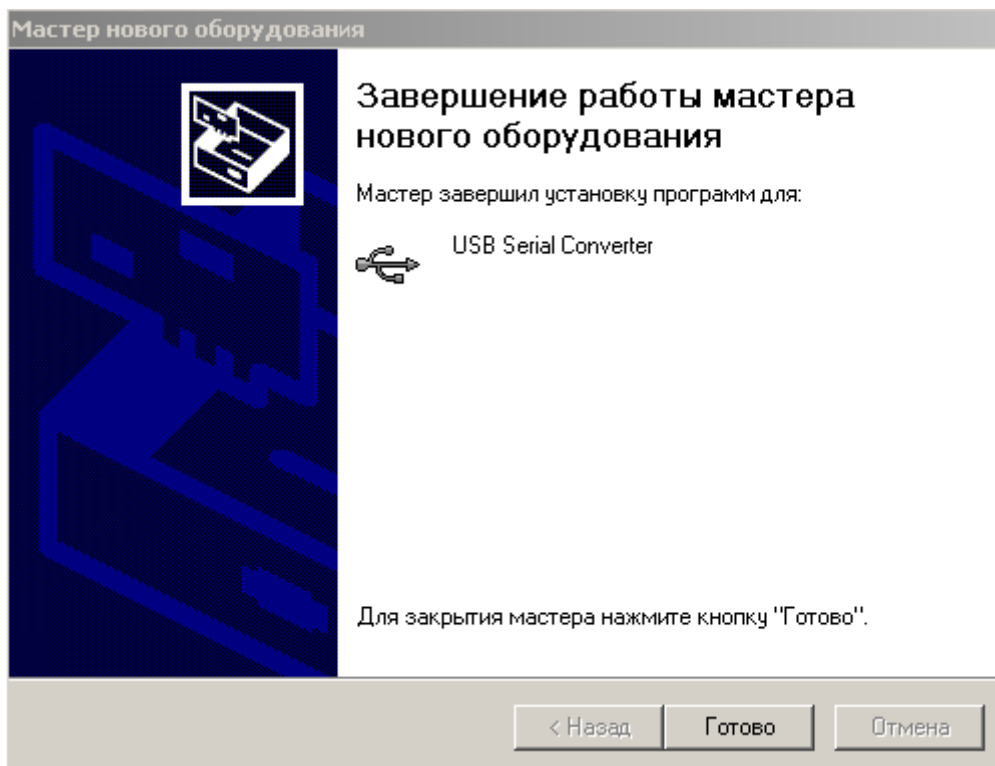 Мастер нового оборудования
Завершение работы мастера
нового оборудования
Мастер завершил установку программ для:
USB Serial Converter
Для закрытия мастера нажмите кнопку "Готово".
< Назад
Готово
Отмена